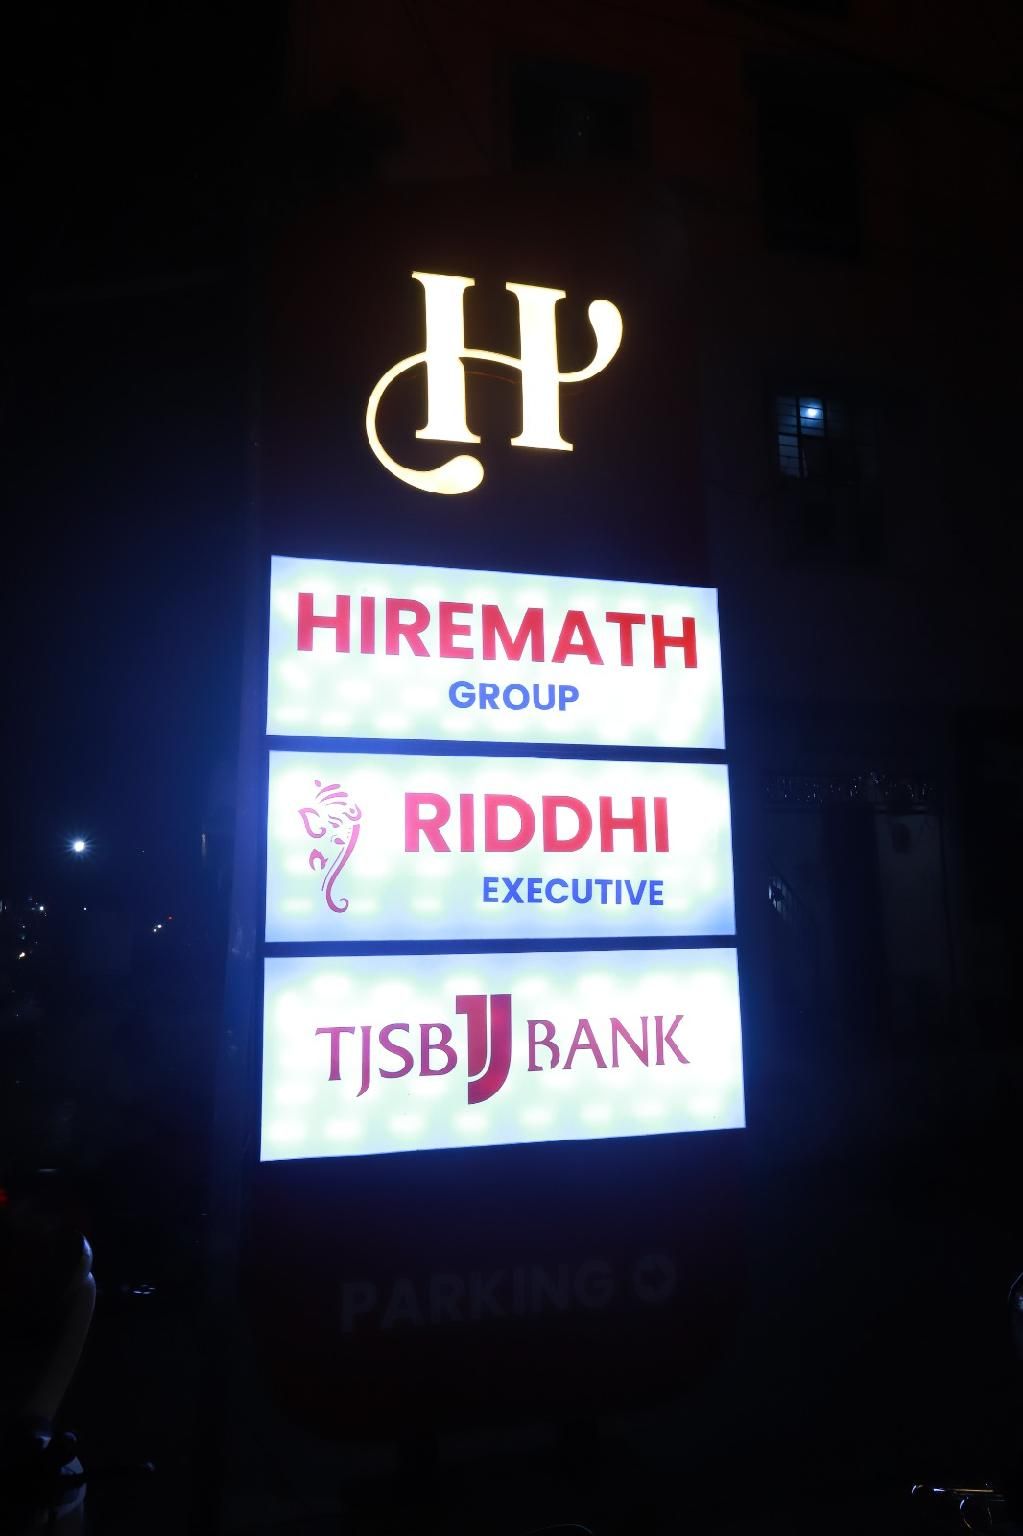 H
HIREMATH
GROUP
RIDDHI
EXECUTIVE
TJSB BANK
PARKING